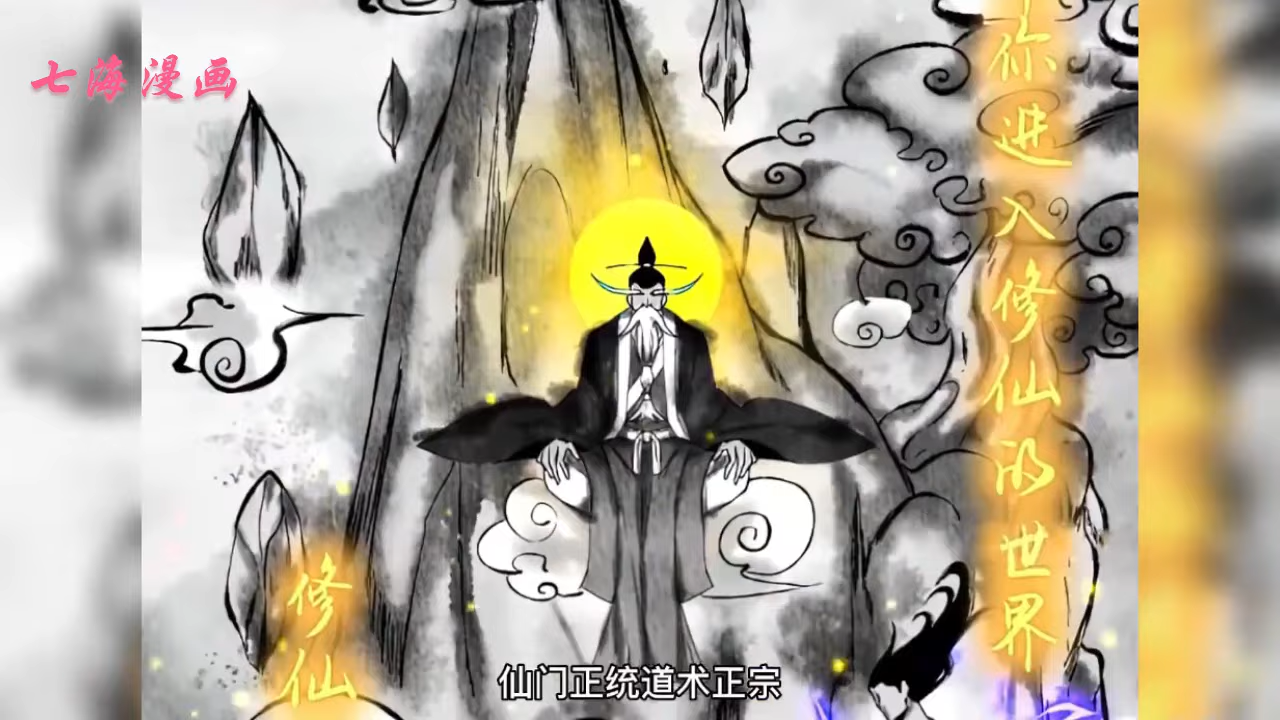 七海漫画
你进入修仙的世界
修仙
仙门正统道术正宗